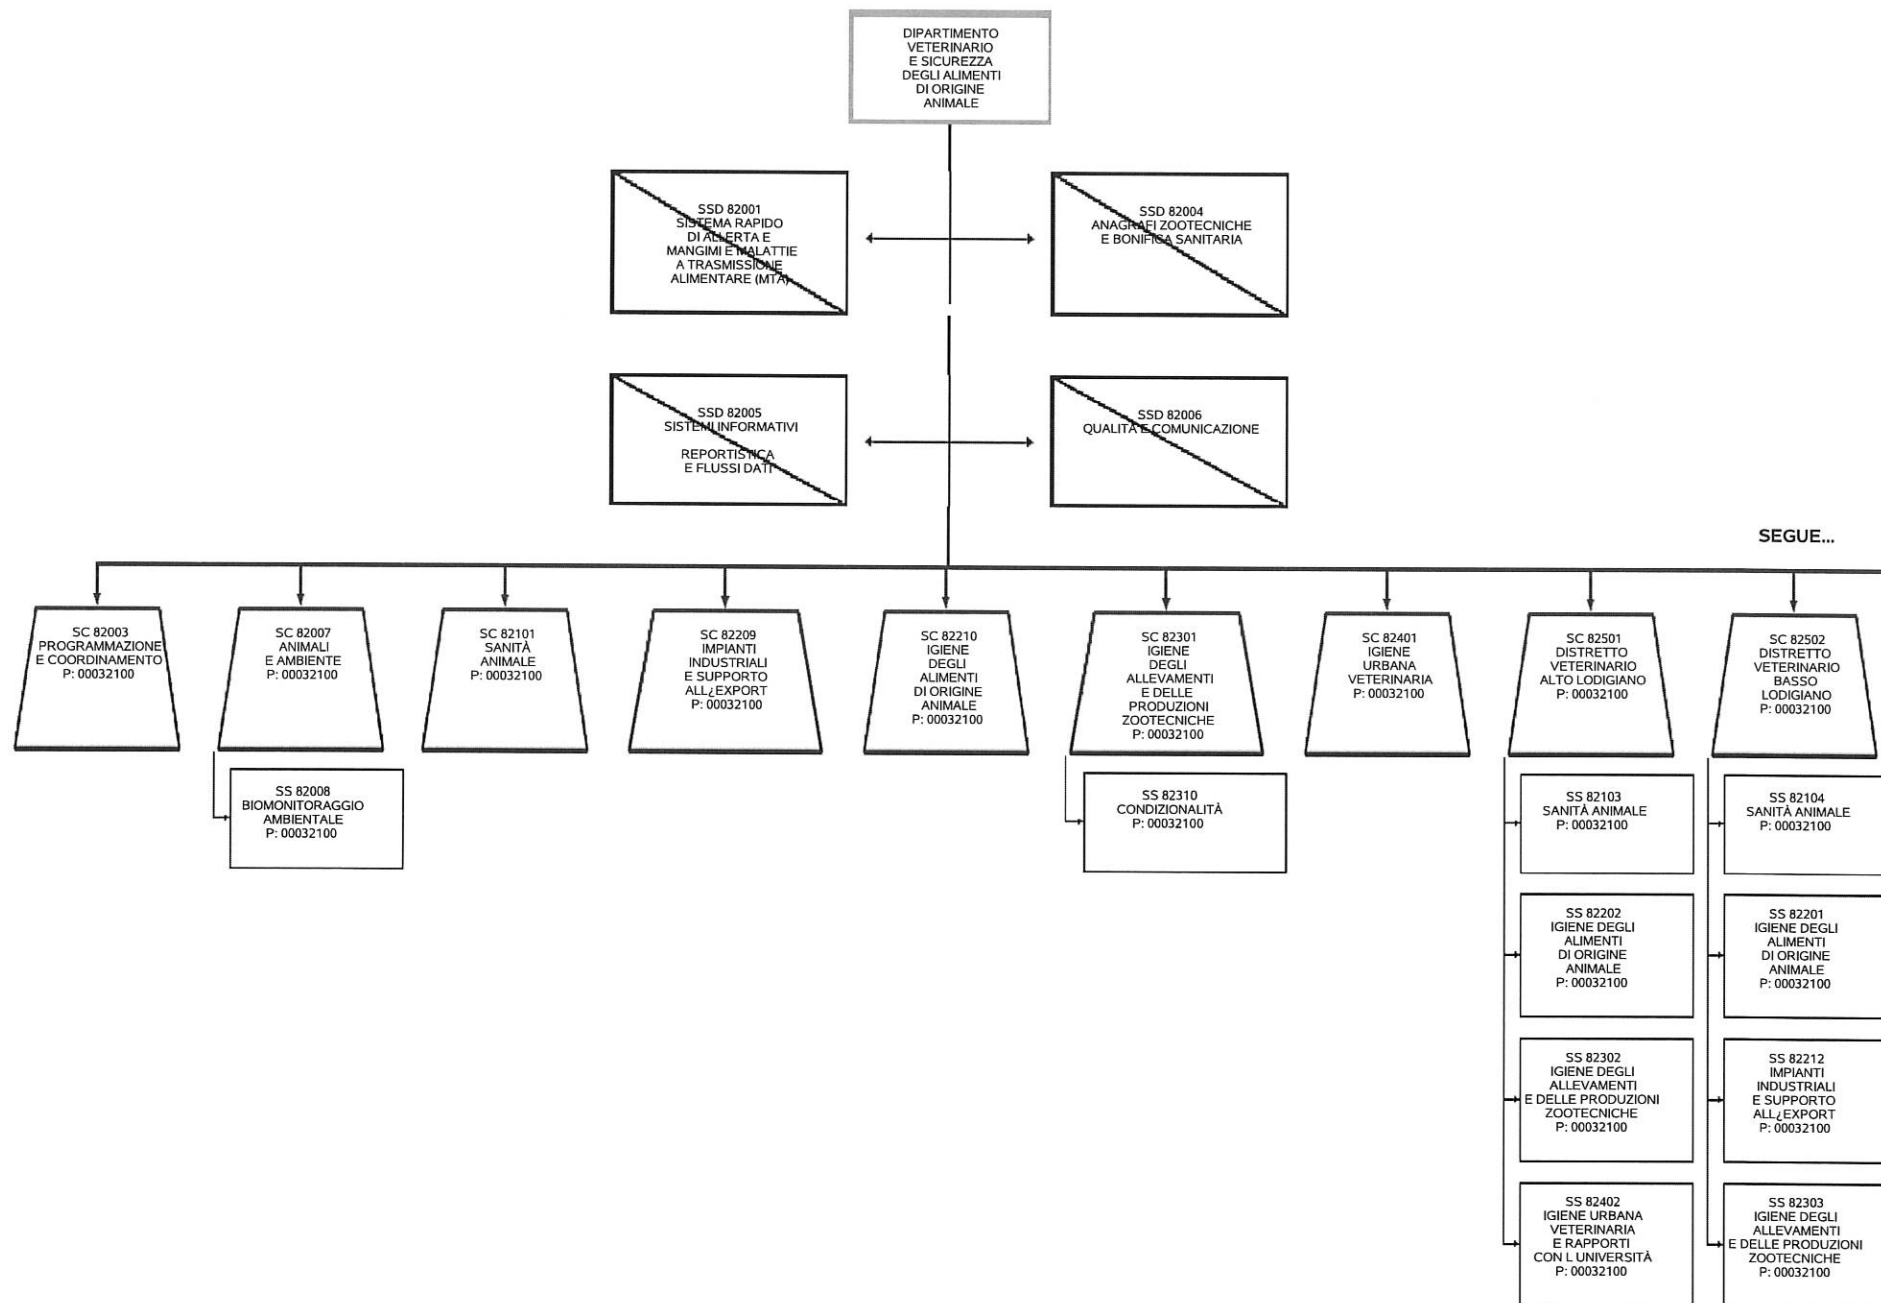 DIPARTIMENTO
VETERINARIO
E SICUREZZA
DEGLI ALIMENTI
DI ORIGINE
ANIMALE
SSD 82001
SISTEMA RAPIDO
DI ALLERTA E
MANGIMI E MALATTIE
A TRASMISSIONE
ALIMENTARE (MTA)
SSD 82004
ANAGRAFI ZOOTECNICHE
E BONIFICA SANITARIA
SSD 82005
SISTEMI INFORMATIVI
REPORTISTICA
E FLUSSI DATI
SSD 82006
QUALITÀ E COMUNICAZIONE
SEGUE...
SC 82003
PROGRAMMAZIONE
E COORDINAMENTO
P: 00032100
SC 82007
ANIMALI
E AMBIENTE
P: 00032100
SC 82101
SANITÀ
ANIMALE
P: 00032100
SC 82209
IMPIANTI
INDUSTRIALI
E SUPPORTO
ALL¿EXPORT
P: 00032100
SC 82210
IGIENE
DEGLI
ALIMENTI
DI ORIGINE
ANIMALE
P: 00032100
SC 82301
IGIENE
DEGLI
ALLEVAMENTI
E DELLE
PRODUZIONI
ZOOTECNICHE
P: 00032100
SC 82401
IGIENE
URBANA
VETERINARIA
P: 00032100
SC 82501
DISTRETTO
VETERINARIO
ALTO LODIGIANO
P: 00032100
SC 82502
DISTRETTO
VETERINARIO
BASSO
LODIGIANO
P: 00032100
SS 82008
BIOMONITORAGGIO
AMBIENTALE
P: 00032100
SS 82310
CONDIZIONALITÀ
P: 00032100
SS 82103
SANITÀ ANIMALE
P: 00032100
SS 82104
SANITÀ ANIMALE
P: 00032100
SS 82202
IGIENE DEGLI
ALIMENTI
DI ORIGINE
ANIMALE
P: 00032100
SS 82201
IGIENE DEGLI
ALIMENTI
DI ORIGINE
ANIMALE
P: 00032100
SS 82302
IGIENE DEGLI
ALLEVAMENTI
E DELLE PRODUZIONI
ZOOTECNICHE
P: 00032100
SS 82212
IMPIANTI
INDUSTRIALI
E SUPPORTO
ALL¿EXPORT
P: 00032100
SS 82402
IGIENE URBANA
VETERINARIA
E RAPPORTI
CON L UNIVERSITÀ
P: 00032100
SS 82303
IGIENE DEGLI
ALLEVAMENTI
E DELLE PRODUZIONI
ZOOTECNICHE
P: 00032100